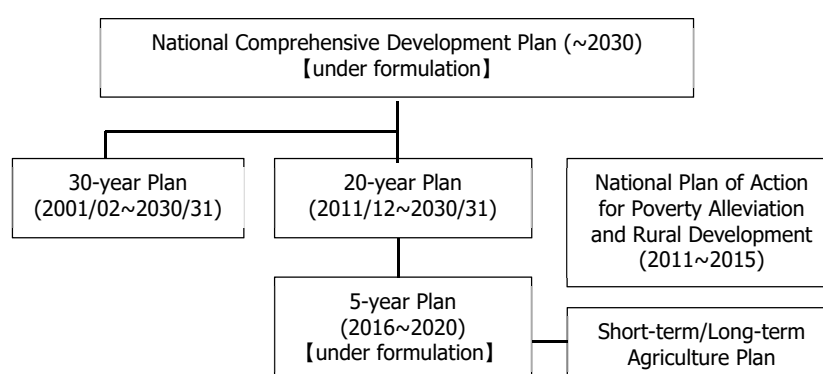 National Comprehensive Development Plan (~2030)
【under formulation】
30-year Plan
(2001/02~2030/31)
20-year Plan
(2011/12~2030/31)
National Plan of Action
for Poverty Alleviation
and Rural Development
(2011~2015)
5-year Plan
(2016~2020)
【under formulation】
Short-term/Long-term
Agriculture Plan